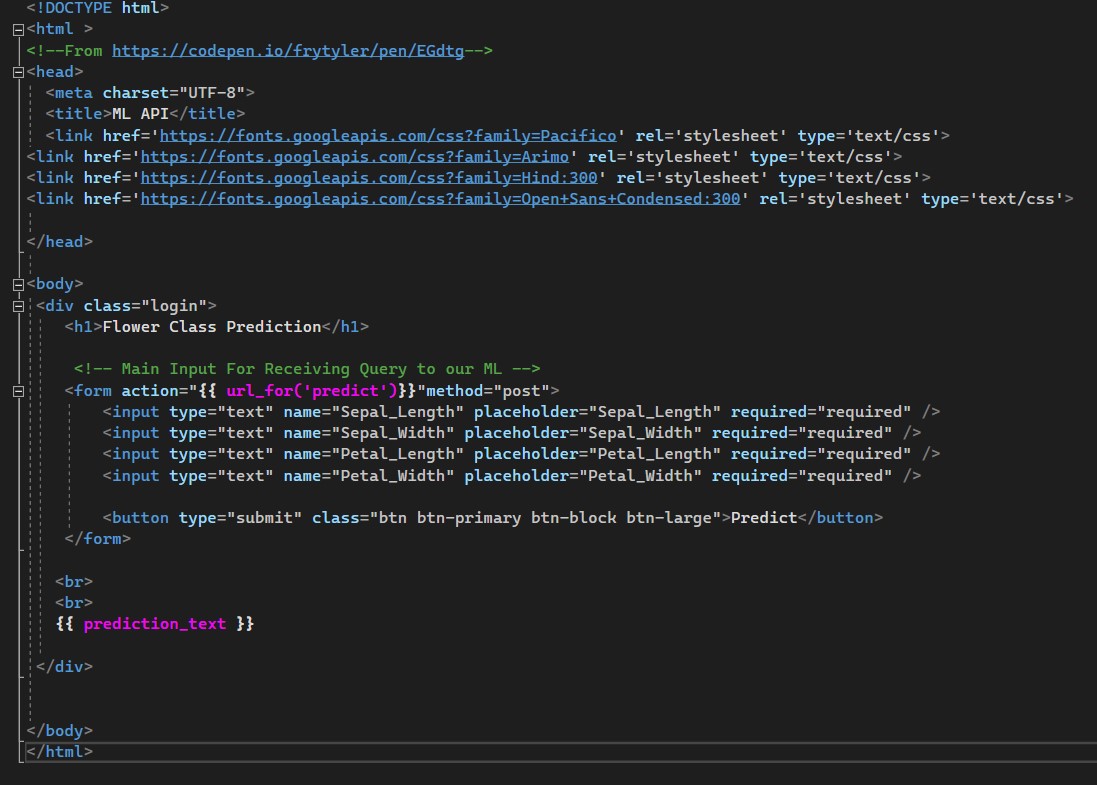 <!DOCTYPE html>
<html >
<!--From https://codepen.io/frytyler/pen/EGdtg-->
<head>
<meta charset="UTF-8">
<title>ML API</title>
<link href='https://fonts.googleapis.com/css?family=Pacifico' rel='stylesheet' type='text/css'>
<link href='https://fonts.googleapis.com/css?family=Arimo' rel='stylesheet' type='text/css'>
<link href='https://fonts.googleapis.com/css?family=Hind:300' rel='stylesheet' type='text/css'>
<link href='https://fonts.googleapis.com/css?family=Open+Sans+Condensed:300' rel='stylesheet' type='text/css'>
</head>
<body>
<div class="login">
<h1>Flower Class Prediction</h1>
<!-- Main Input For Receiving Query to our ML -->
<form action="{{ url_for('predict')}}"method="post">
<input type="text" name="Sepal_Length" placeholder="Sepal_Length" required="required" />
<input type="text" name="Sepal_Width" placeholder="Sepal_Width" required="required" />
<input type="text" name="Petal_Length" placeholder="Petal_Length" required="required" />
<input type="text" name="Petal_Width" placeholder="Petal_Width" required="required" />
<button type="submit" class="btn btn-primary btn-block btn-large">Predict</button>
</form>
<br>
<br>
{{ prediction_text }}
</div>
</body>
</html>